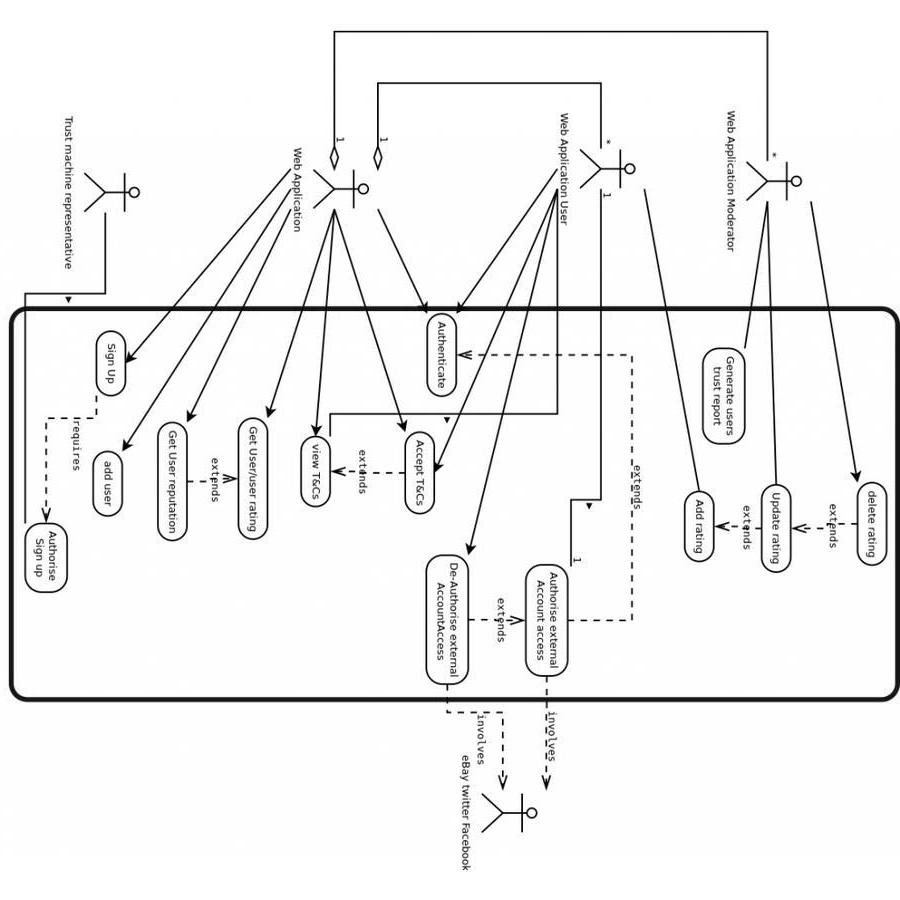 Web Application Moderator
*
delete rating
extends
Update rating
extends
Add rating
Generate users
trust report
Web Application User
*
1
extends
1
Authorise external
Account access
extends
De-Authorise external
AccountAccess
involves
involves
eBay twitter Facebook
Authenticate
Accept T&Cs
extends
view T&Cs
Web Application
1
1
Get User/user rating
extends
Get User reputation
add user
Sign Up
requires
Authorise
Sign up
Trust machine representative